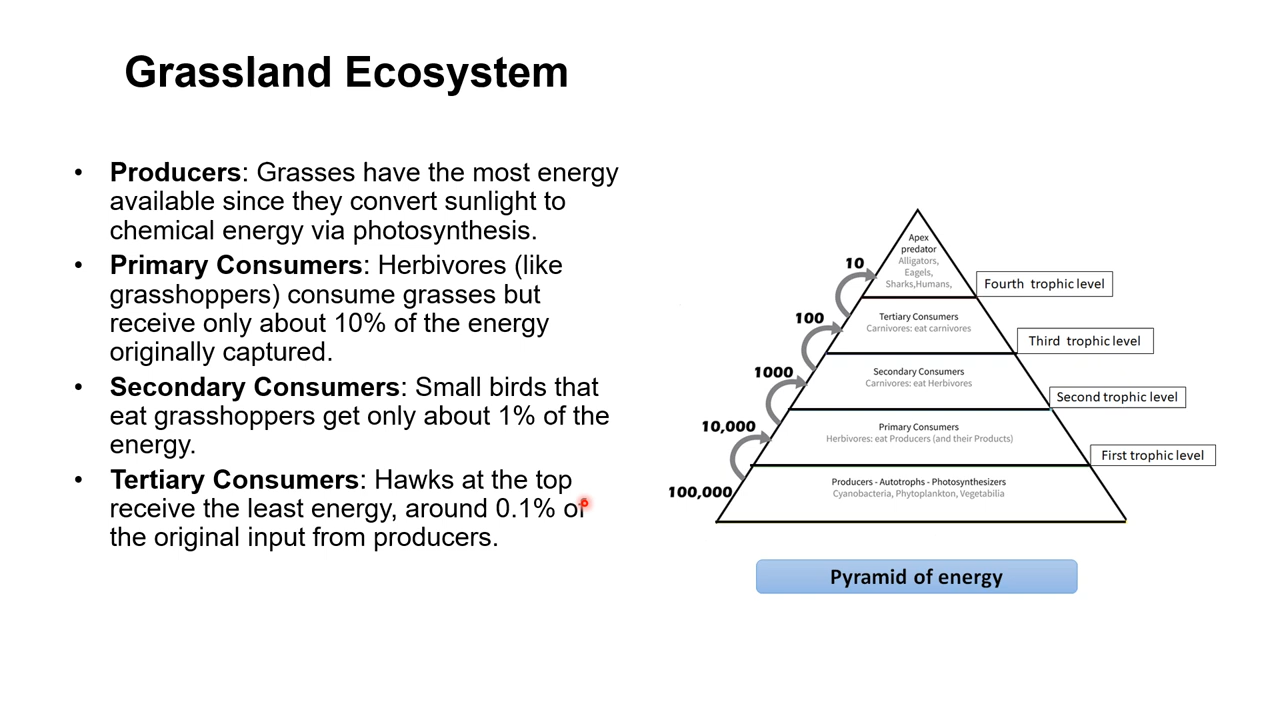 Grassland Ecosystem
• Producers: Grasses have the most energy
available since they convert sunlight to
chemical energy via photosynthesis.
• Primary Consumers: Herbivores (like
grasshoppers) consume grasses but
receive only about 10% of the energy
originally captured.
• Secondary Consumers: Small birds that
eat grasshoppers get only about 1% of the
energy.
• Tertiary Consumers: Hawks at the top
receive the least energy, around 0.1% of
the original input from producers.
Apex
predator
Alligators,
Eagels,
Sharks,Humans,
10
Fourth trophic level
Tertiary Consumers
Carnivores: eat carnivores
100
Third trophic level
Secondary Consumers
Carnivores: eat Herbivores
1000
Second trophic level
Primary Consumers
Herbivores: eat Producers (and their Products)
10,000
First trophic level
Producers - Autotrophs - Photosynthesizers
Cyanobacteria, Phytoplankton, Vegetabilia
100,000
Pyramid of energy